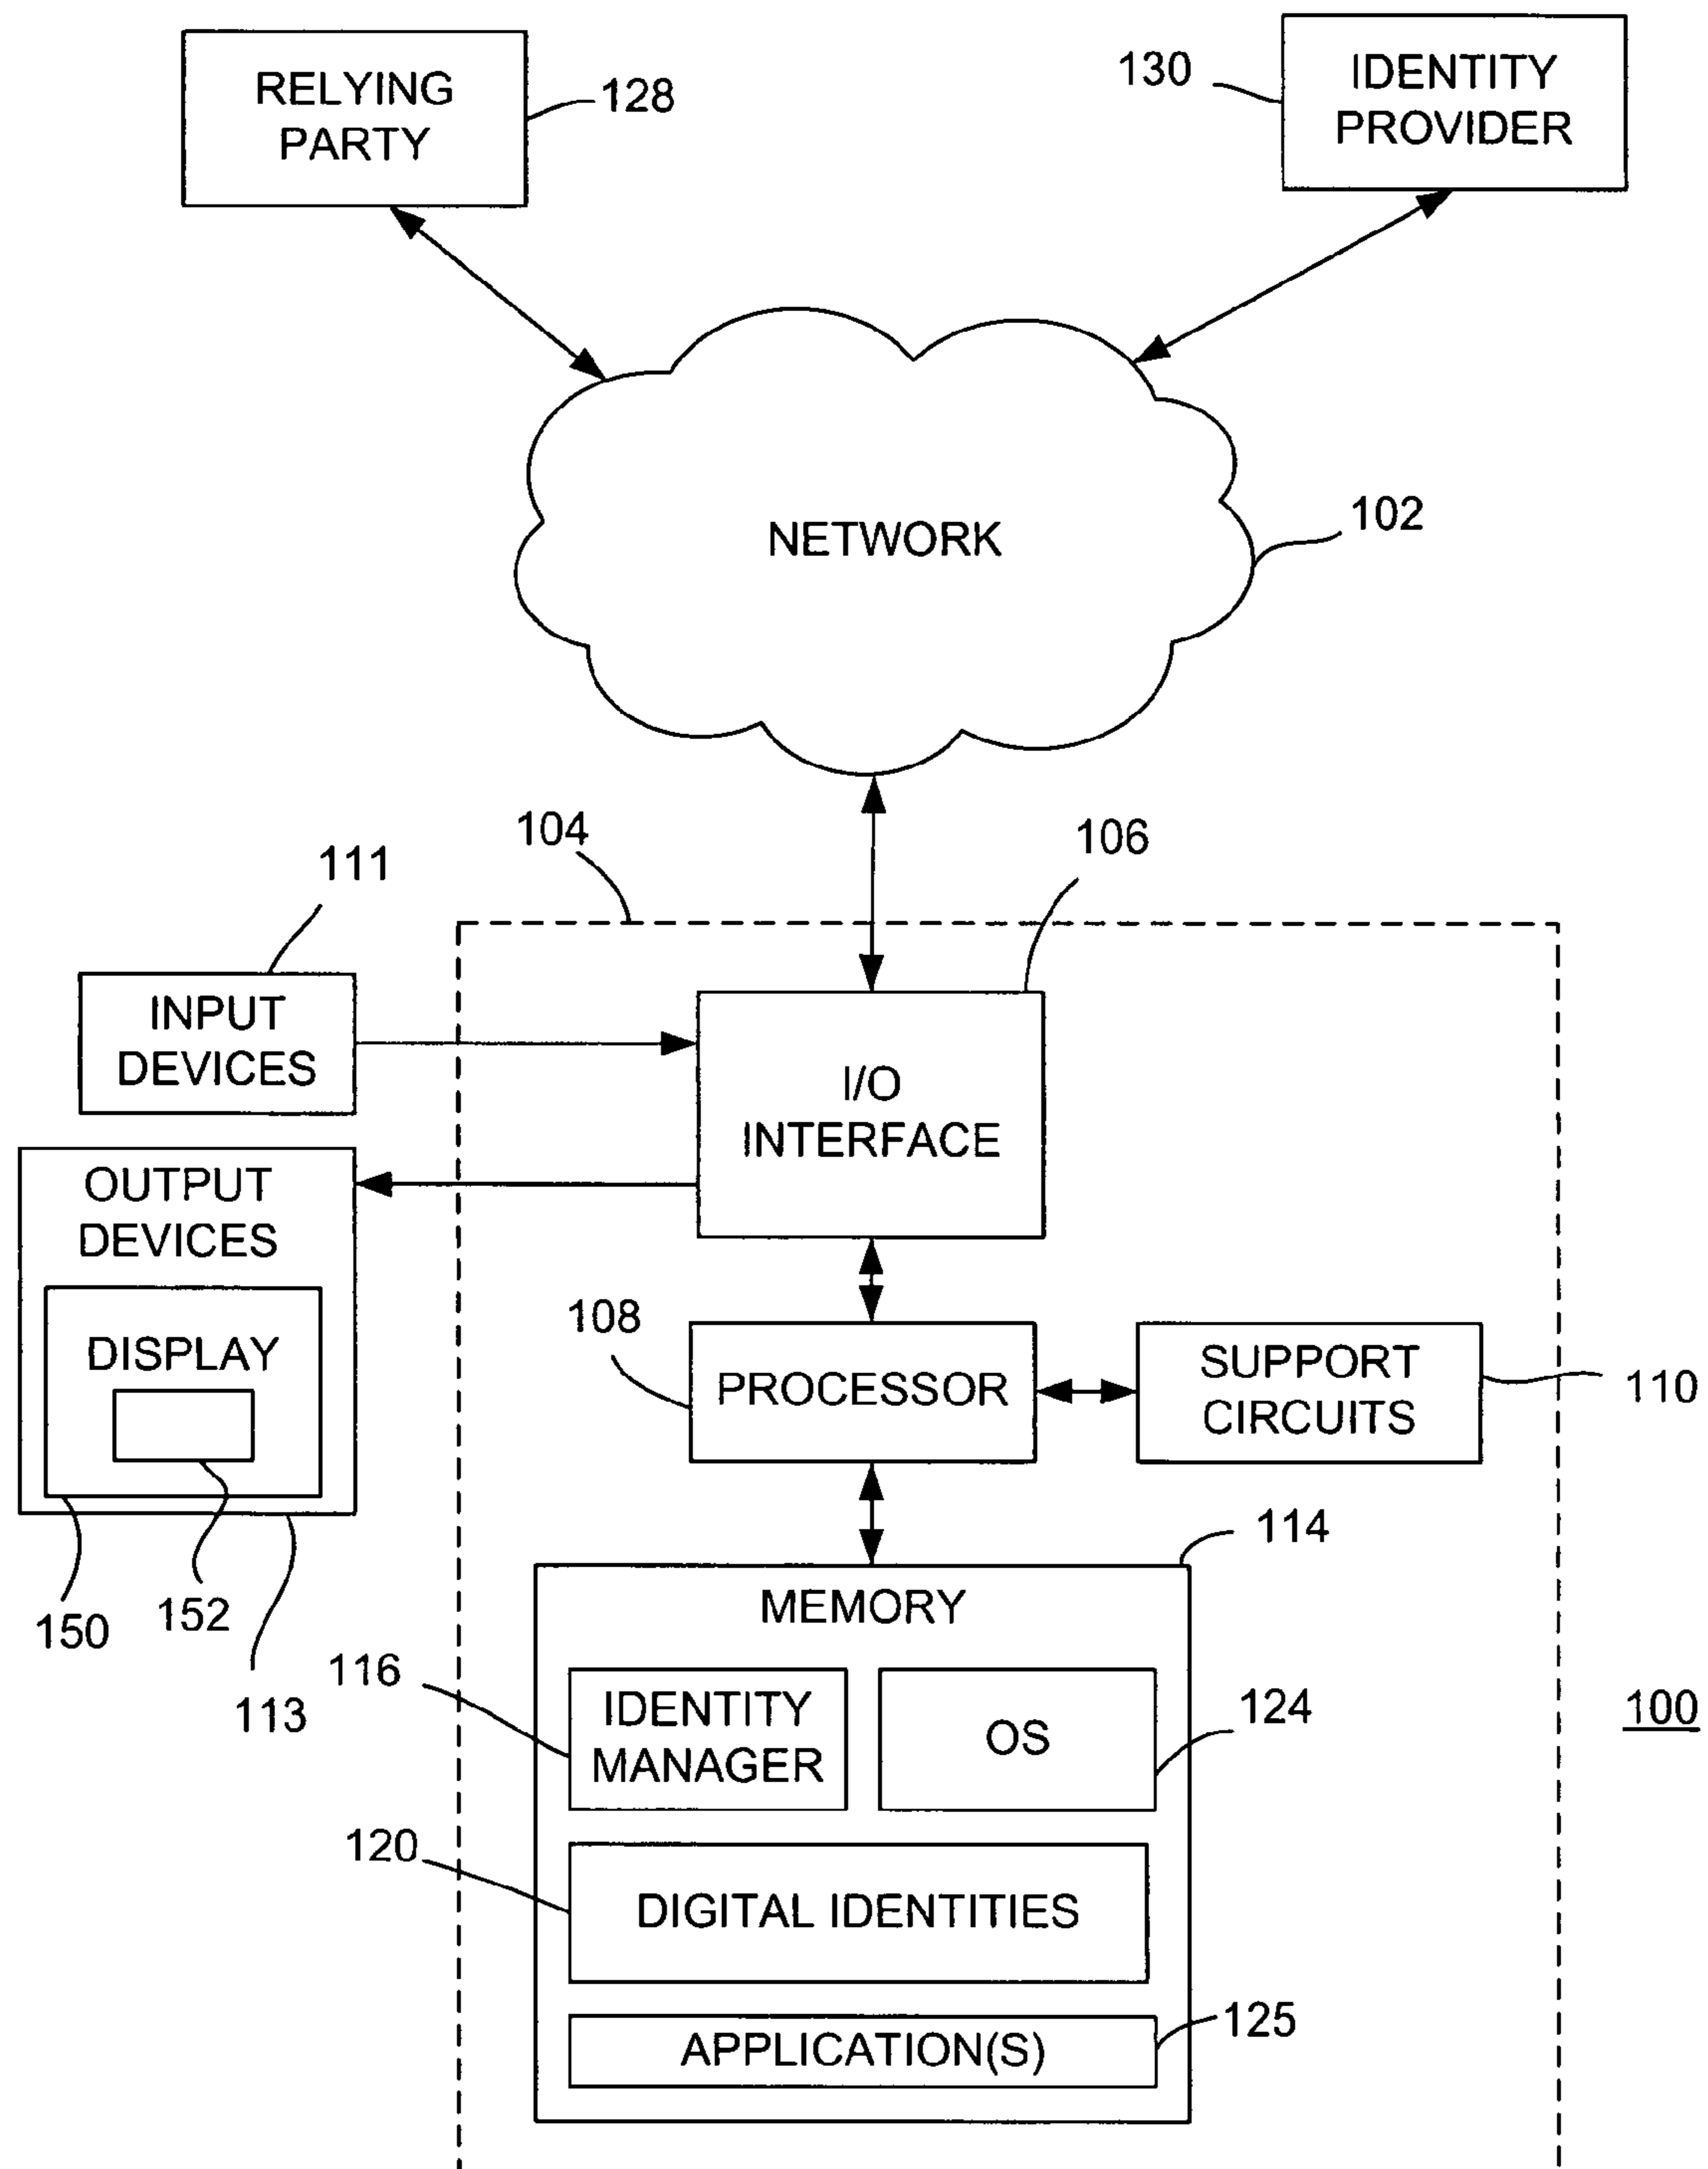 RELYING
PARTY
128
130
IDENTITY
PROVIDER
NETWORK
102
104
106
111
INPUT
DEVICES
I/O
INTERFACE
OUTPUT
DEVICES
DISPLAY
108
PROCESSOR
SUPPORT
CIRCUITS
110
150
152
113
114
MEMORY
116
IDENTITY
MANAGER
OS
124
100
120
DIGITAL IDENTITIES
APPLICATION(S)
125